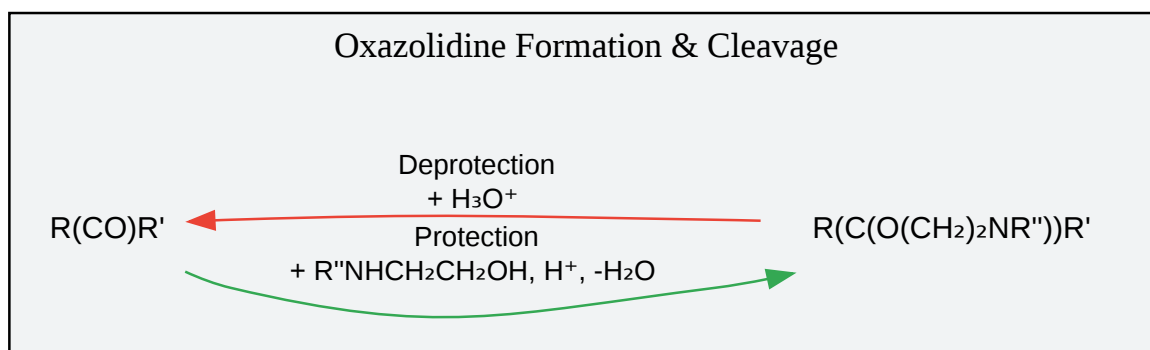 Oxazolidine Formation & Cleavage
Deprotection
+ H₃O⁺
R(CO)R'
R(C(O(CH₂)₂NR"))R'
Protection
+ R"NHCH₂CH₂OH, H⁺, -H₂O